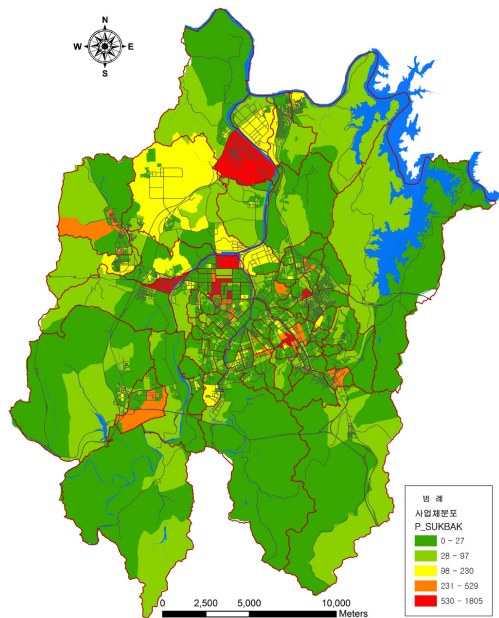 N
W E
S
범 례
사업체분포
P_SUKBAK
0 - 27
28 - 97
98 - 230
231 - 529
530 - 1805
0 2,500 5,000 10,000
Meters